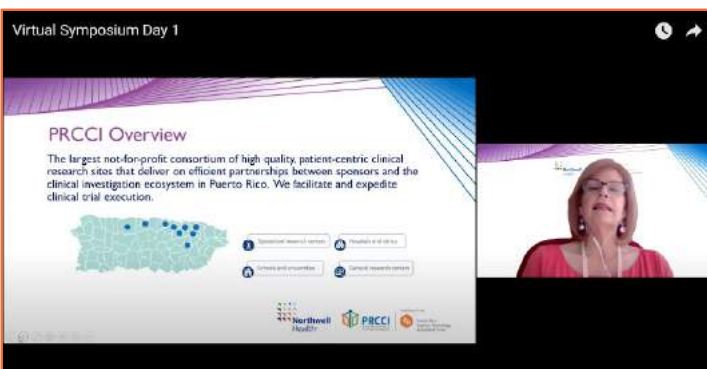 Virtual Symposium Day 1
PRCCI Overview
The largest not-for-profit consortium of high quality, patient-centric clinical
research sites that deliver on efficient partnerships between sponsors and the
clinical investigation ecosystem in Puerto Rico. We facilitate and expedite
clinical trial execution.
Specialized research centers
Hospitals and clinics
Schools and universities
General research centers
Northwell
Health
PRCCI